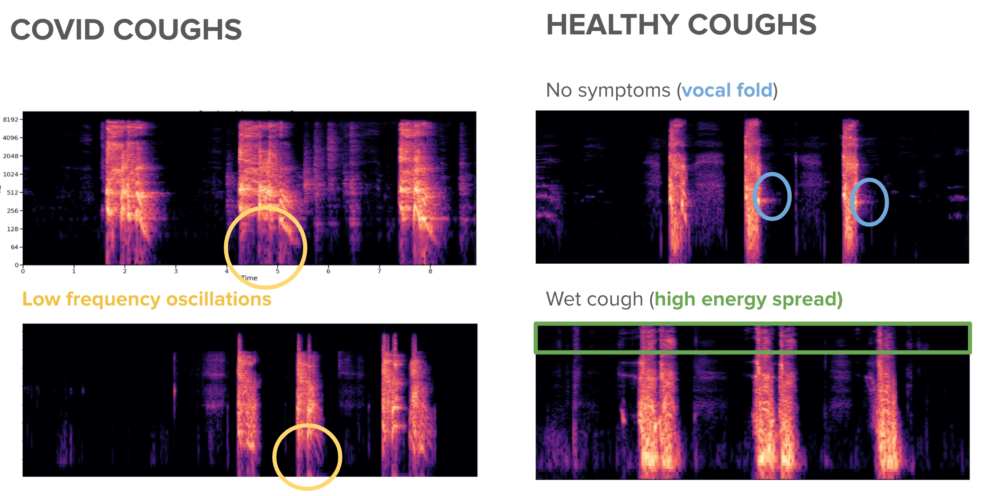 COVID COUGHS
HEALTHY COUGHS
No symptoms (vocal fold)
8192
4096
2048
1024
512
256
128
64
0
0 1 2 3 4 5 6 7 8
Time
Low frequency oscillations
Wet cough (high energy spread)